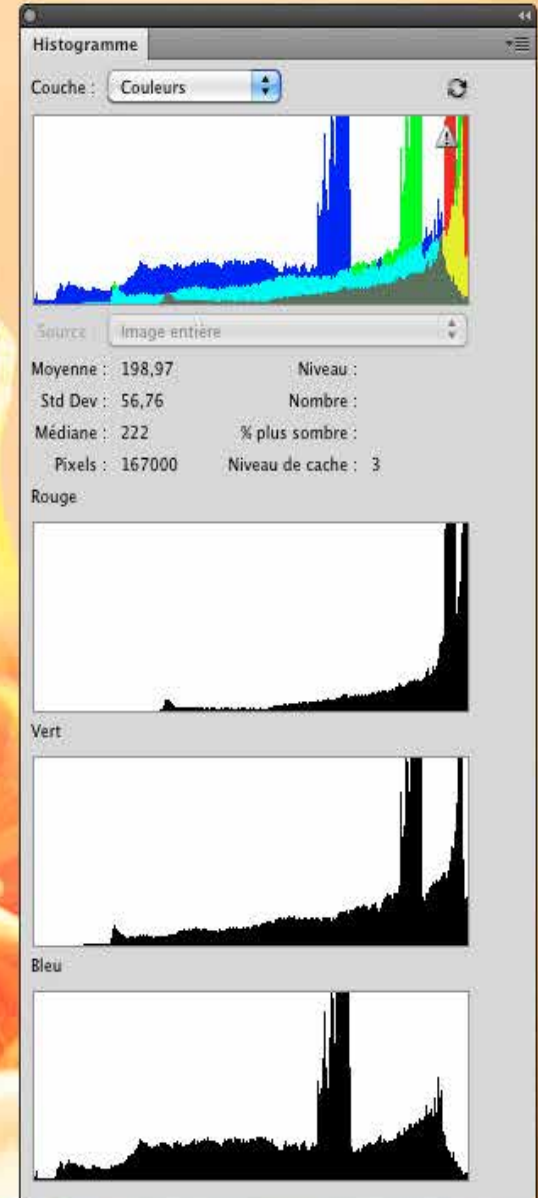 Histogramme
Couche : Couleurs
Source : Image entière
Moyenne : 198,97 Niveau :
Std Dev : 56,76 Nombre :
Médiane : 222 % plus sombre :
Pixels : 167000 Niveau de cache : 3
Rouge
Vert
Bleu